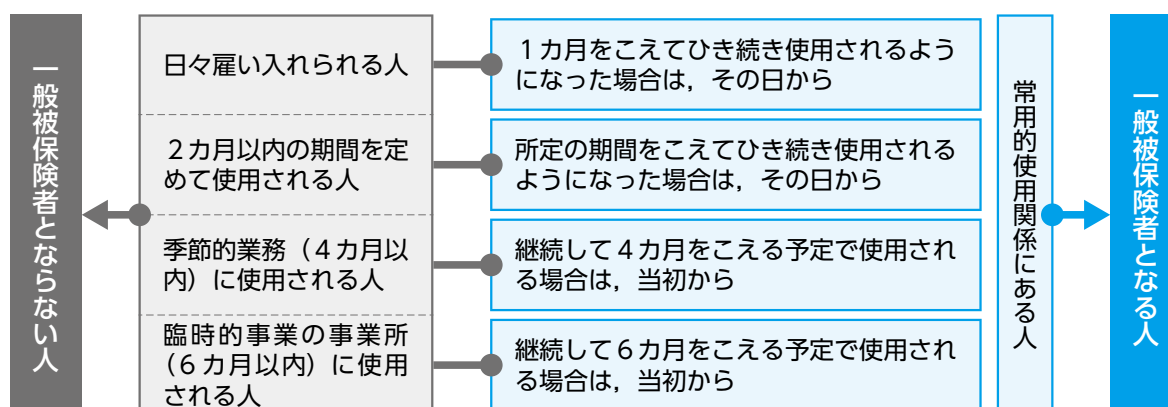 一般被保険者とならない人
日々雇い入れられる人
１カ月をこえてひき続き使用されるよう
になった場合は，その日から
２カ月以内の期間を定
めて使用される人
所定の期間をこえてひき続き使用される
ようになった場合は，その日から
季節的業務（４カ月以
内）に使用される人
継続して４カ月をこえる予定で使用され
る場合は，当初から
臨時的事業の事業所
（６カ月以内）に使用
される人
継続して６カ月をこえる予定で使用され
る場合は，当初から
常用的使用関係にある人
一般被保険者となる人